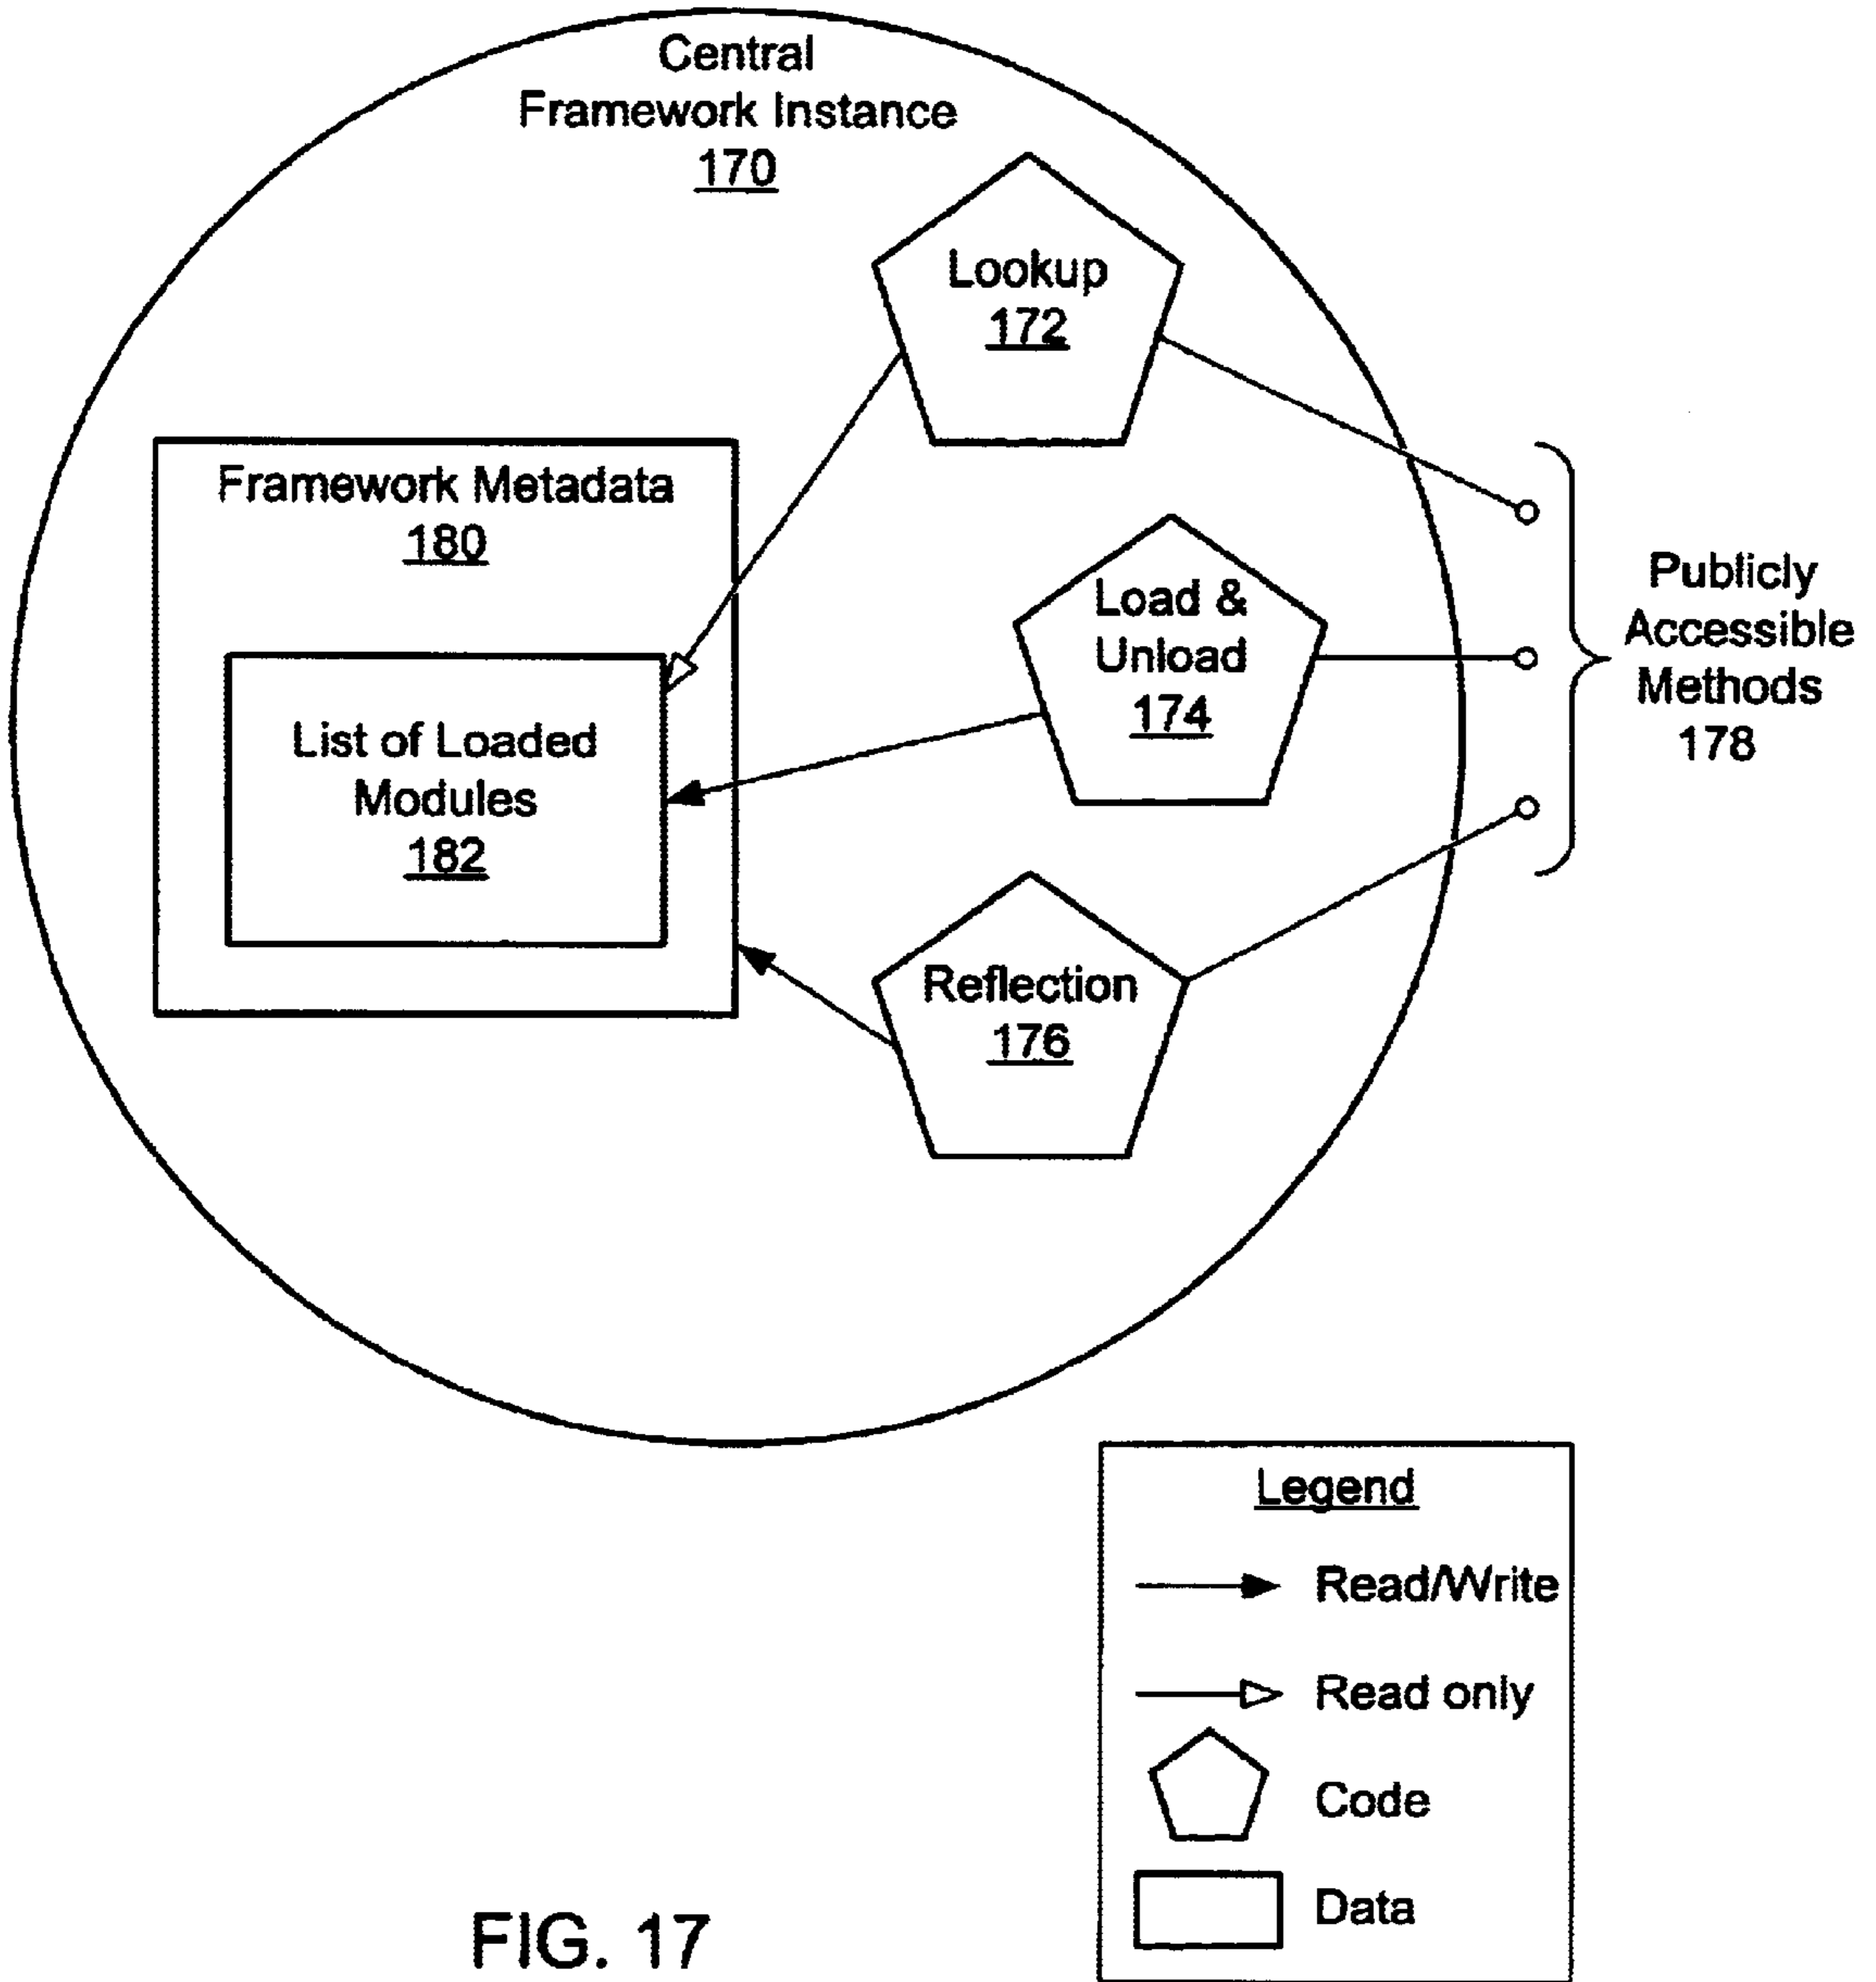 Central
Framework Instance
170
Lookup
172
Framework Metadata
180
Load &
Unload
174
List of Loaded
Modules
182
Reflection
176
Publicly
Accessible
Methods
178
Legend
Read/Write
Read only
Code
Data
FIG. 17